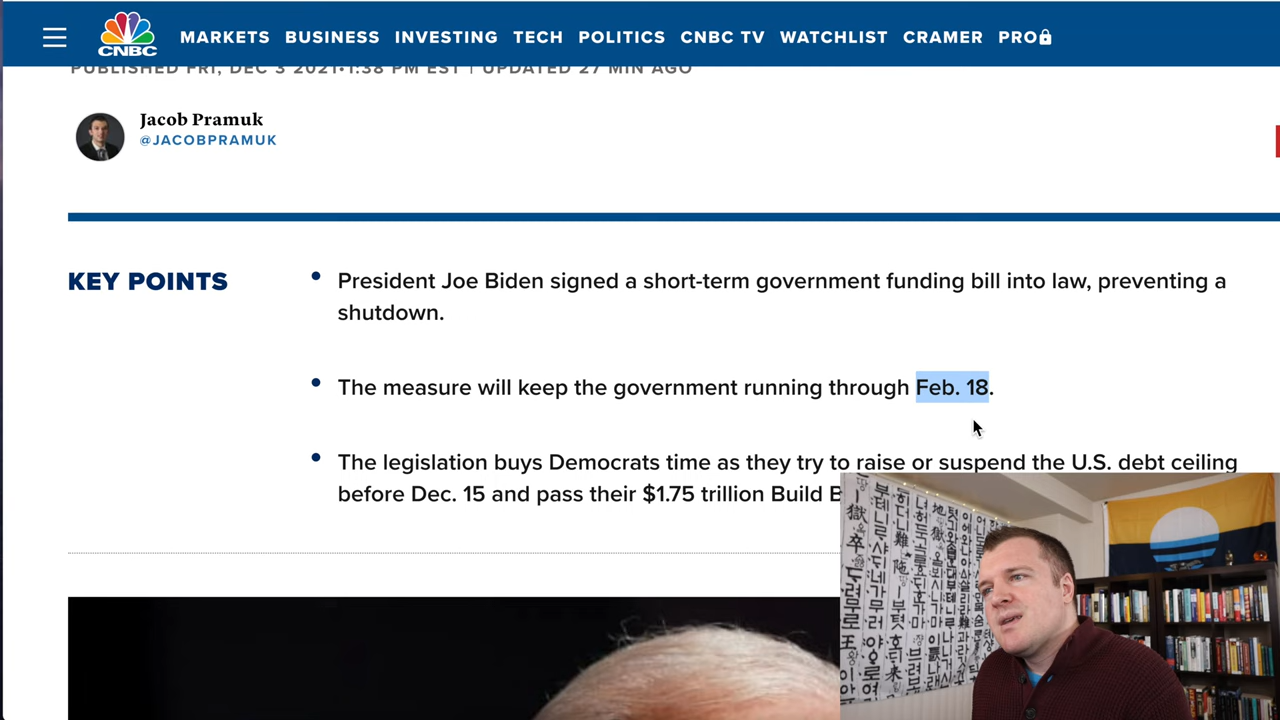 CNBC
MARKETS BUSINESS INVESTING TECH POLITICS CNBC TV WATCHLIST CRAMER PRO
PUBLISHED FRI, DEC 3 2021•1:38 PM EST | UPDATED 27 MIN AGO
Jacob Pramuk
@JACOBPRAMUK
KEY POINTS
• President Joe Biden signed a short-term government funding bill into law, preventing a
shutdown.
• The measure will keep the government running through Feb. 18.
• The legislation buys Democrats time as they try to raise or suspend the U.S. debt ceiling
before Dec. 15 and pass their $1.75 trillion Build B